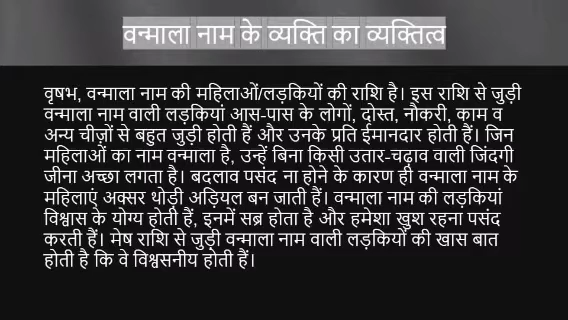 वन्माला नाम के व्यक्ति का व्यक्तित्व
वृषभ, वन्माला नाम की महिलाओं/लड़कियों की राशि है। इस राशि से जुड़ी
वन्माला नाम वाली लड़कियां आस-पास के लोगों, दोस्त, नौकरी, काम व
अन्य चीज़ों से बहुत जुड़ी होती हैं और उनके प्रति ईमानदार होती हैं। जिन
महिलाओं का नाम वन्माला है, उन्हें बिना किसी उतार-चढ़ाव वाली जिंदगी
जीना अच्छा लगता है। बदलाव पसंद ना होने के कारण ही वन्माला नाम के
महिलाएं अक्सर थोड़ी अड़ियल बन जाती हैं। वन्माला नाम की लड़कियां
विश्वास के योग्य होती हैं, इनमें सब्र होता है और हमेशा खुश रहना पसंद
करती हैं। मेष राशि से जुड़ी वन्माला नाम वाली लड़कियों की खास बात
होती है कि वे विश्वसनीय होती हैं।